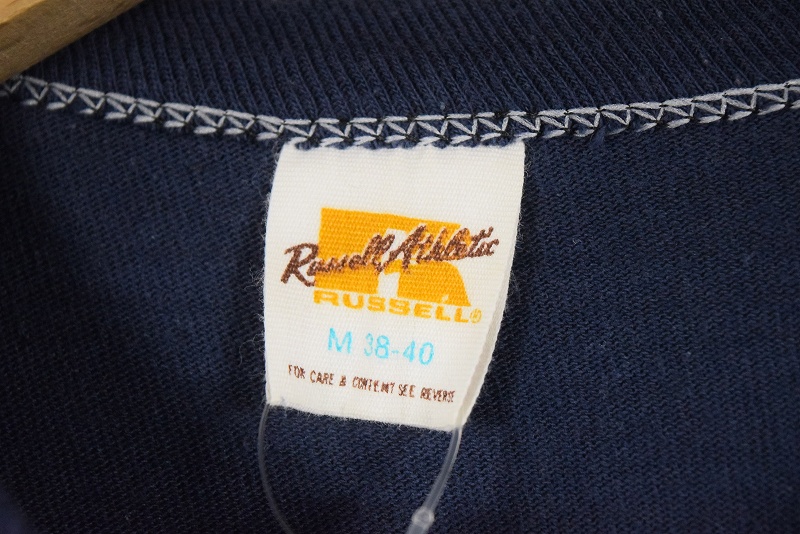 Russell Athletic
RUSSELL®
M 38-40
FOR CARE & CONTENT SEE REVERSE